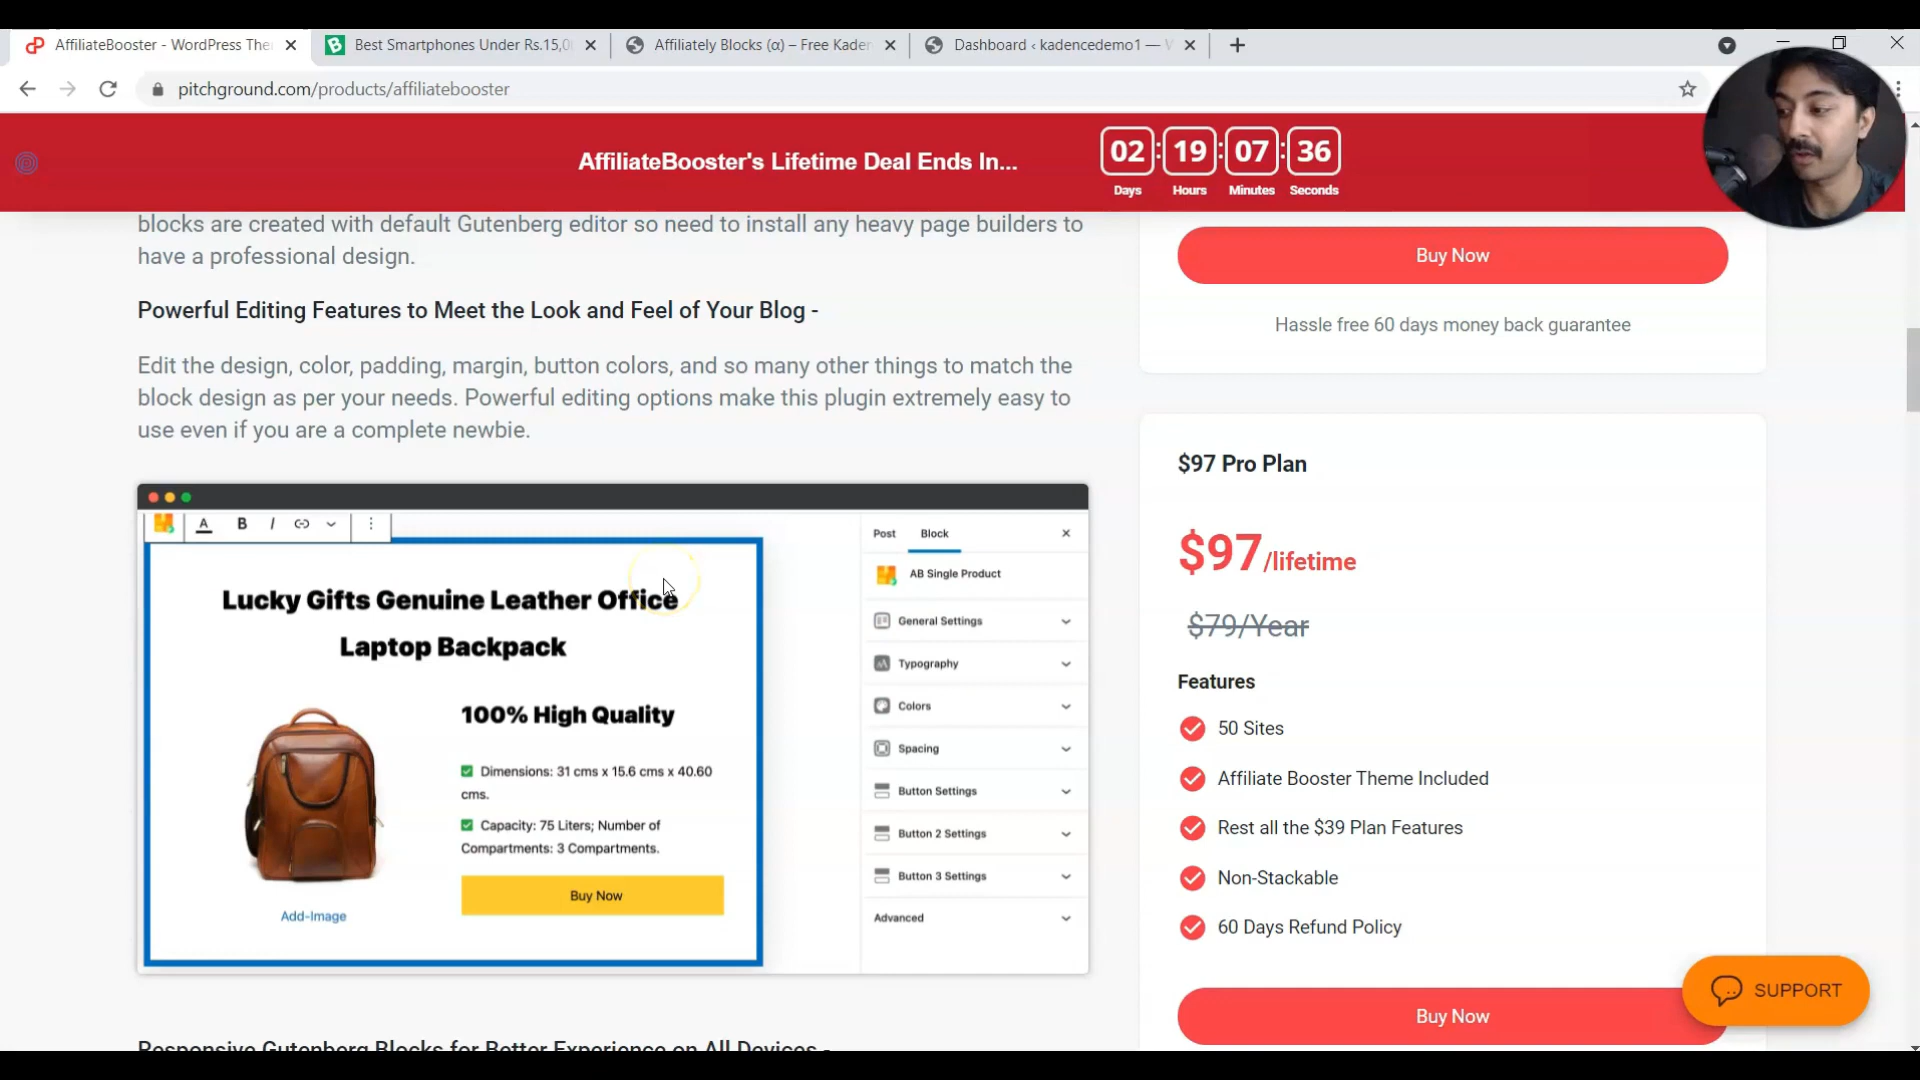 AffiliateBooster - WordPress The
Best Smartphones Under Rs.15,0
Affiliately Blocks (α) – Free Kaden
Dashboard ‹ kadencedemo1 — W
pitchground.com/products/affiliatebooster
AffiliateBooster's Lifetime Deal Ends In...
02 : 19 : 07 : 36
Days Hours Minutes Seconds
blocks are created with default Gutenberg editor so need to install any heavy page builders to
have a professional design.
Powerful Editing Features to Meet the Look and Feel of Your Blog -
Edit the design, color, padding, margin, button colors, and so many other things to match the
block design as per your needs. Powerful editing options make this plugin extremely easy to
use even if you are a complete newbie.
A B I
Lucky Gifts Genuine Leather Office
Laptop Backpack
100% High Quality
Dimensions: 31 cms x 15.6 cms x 40.60
cms.
Capacity: 75 Liters; Number of
Compartments: 3 Compartments.
Buy Now
Add-Image
Post Block
AB Single Product
General Settings
Typography
Colors
Spacing
Button Settings
Button 2 Settings
Button 3 Settings
Advanced
Responsive Gutenberg Blocks for Better Experience on All Devices -
Buy Now
Hassle free 60 days money back guarantee
$97 Pro Plan
$97/lifetime
$79/Year
Features
50 Sites
Affiliate Booster Theme Included
Rest all the $39 Plan Features
Non-Stackable
60 Days Refund Policy
Buy Now
SUPPORT